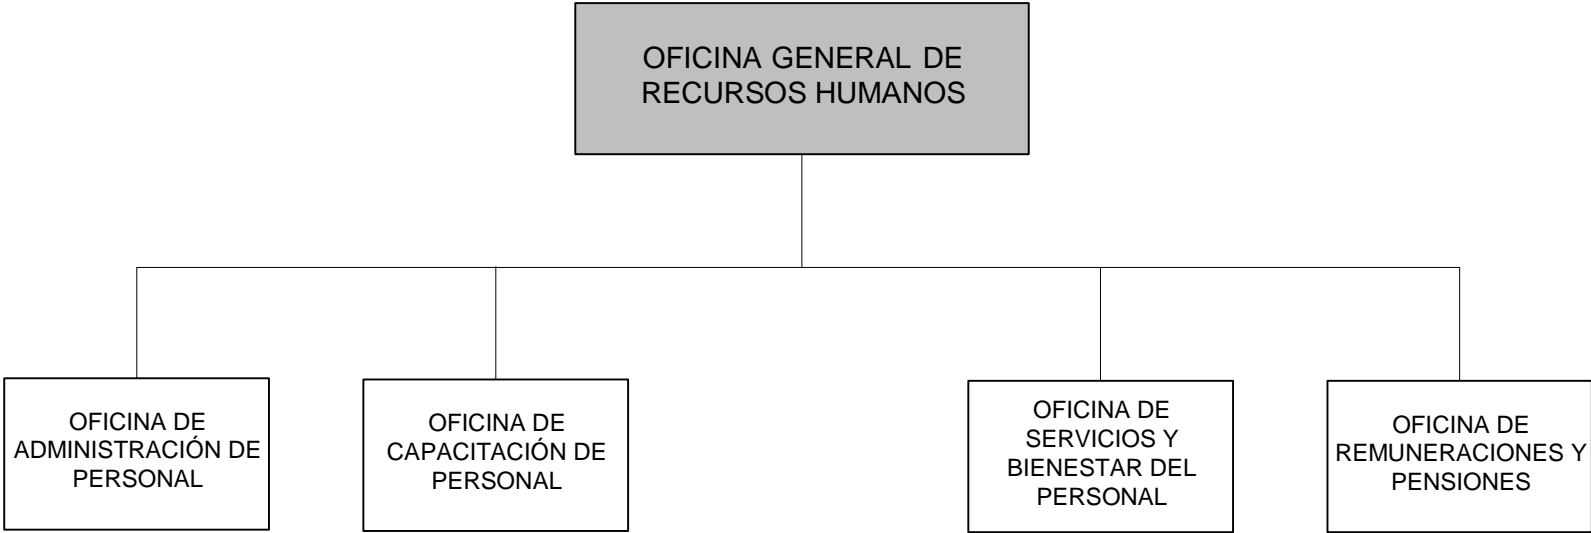 OFICINA GENERAL DE
RECURSOS HUMANOS
OFICINA DE
ADMINISTRACIÓN DE
PERSONAL
OFICINA DE
CAPACITACIÓN DE
PERSONAL
OFICINA DE
SERVICIOS Y
BIENESTAR DEL
PERSONAL
OFICINA DE
REMUNERACIONES Y
PENSIONES